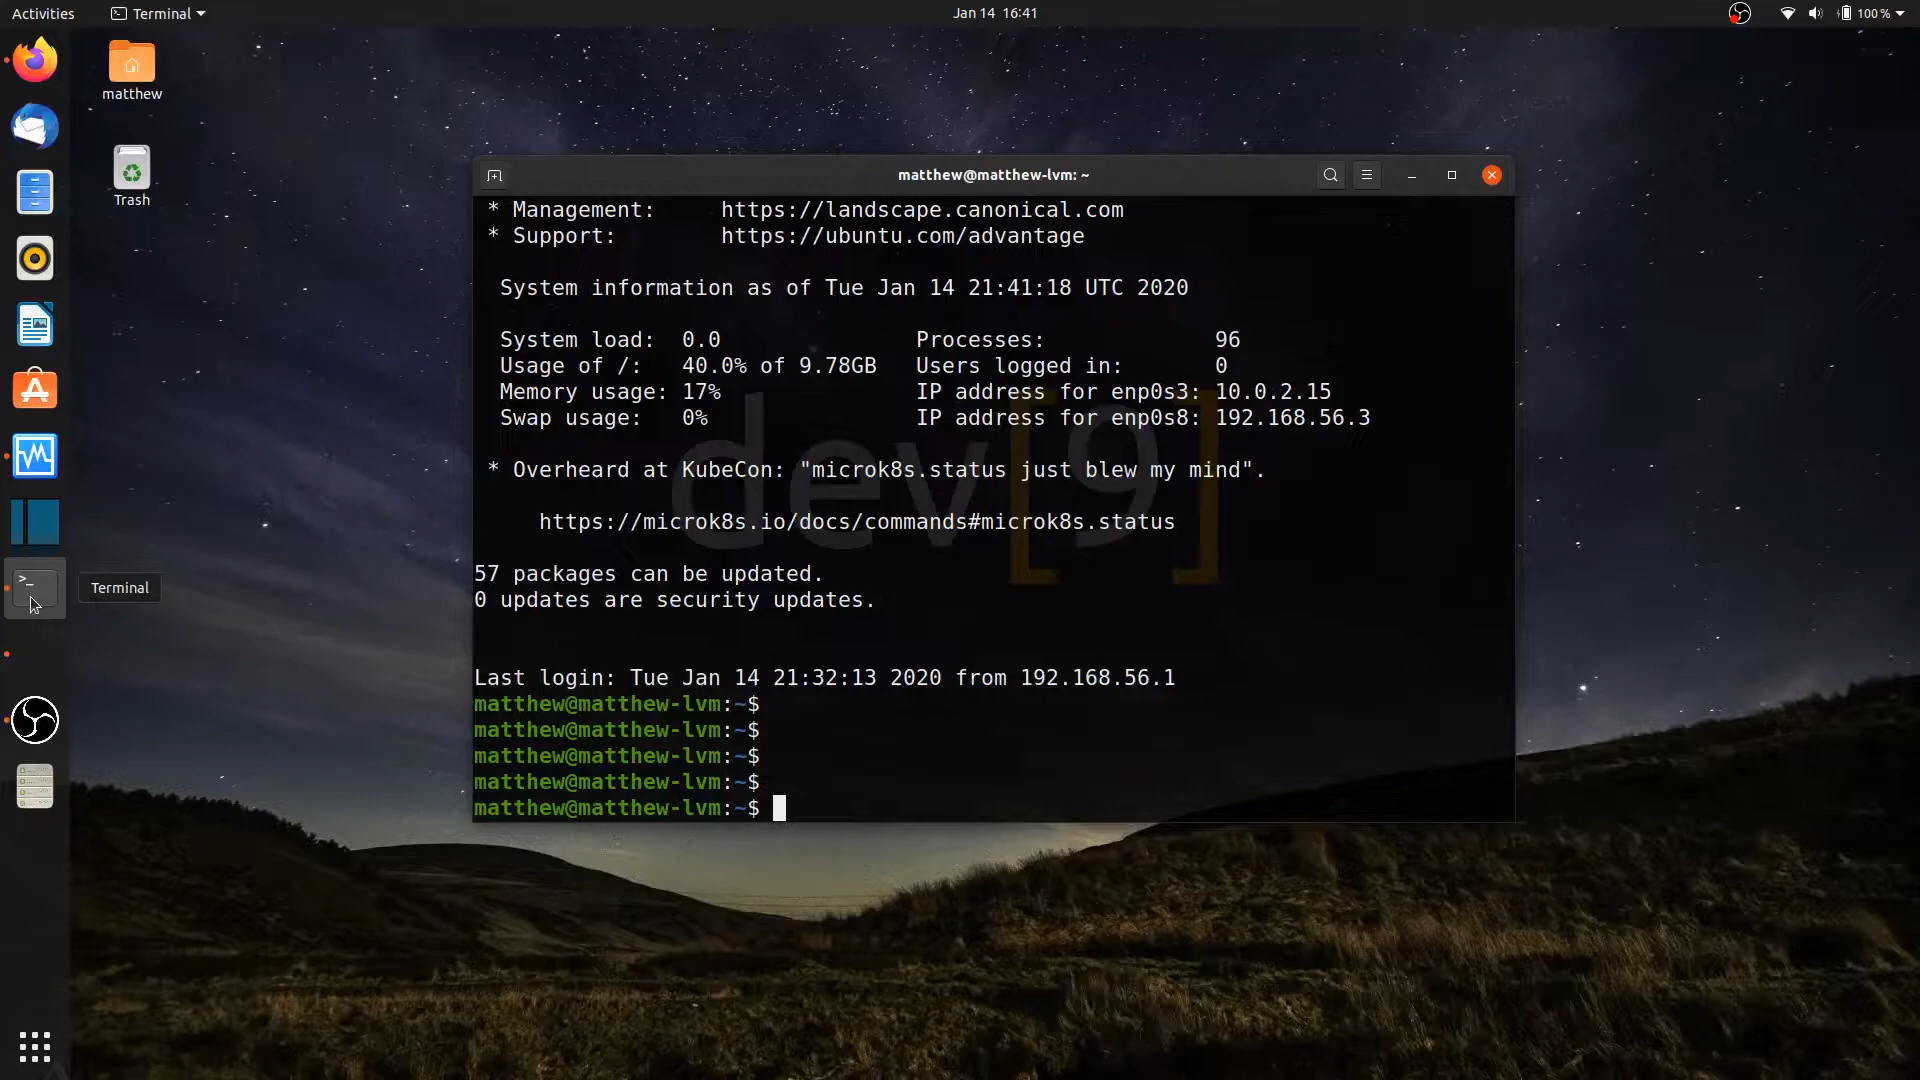 Activities
Terminal
Jan 14 16:41
100 %
matthew
Trash
matthew@matthew-lvm: ~
* Management: https://landscape.canonical.com
* Support: https://ubuntu.com/advantage
System information as of Tue Jan 14 21:41:18 UTC 2020
System load: 0.0 Processes: 96
Usage of /: 40.0% of 9.78GB Users logged in: 0
Memory usage: 17% IP address for enp0s3: 10.0.2.15
Swap usage: 0% IP address for enp0s8: 192.168.56.3
dev[9]
* Overheard at KubeCon: "microk8s.status just blew my mind".
https://microk8s.io/docs/commands#microk8s.status
57 packages can be updated.
0 updates are security updates.
Terminal
Last login: Tue Jan 14 21:32:13 2020 from 192.168.56.1
matthew@matthew-lvm:~$
matthew@matthew-lvm:~$
matthew@matthew-lvm:~$
matthew@matthew-lvm:~$
matthew@matthew-lvm:~$